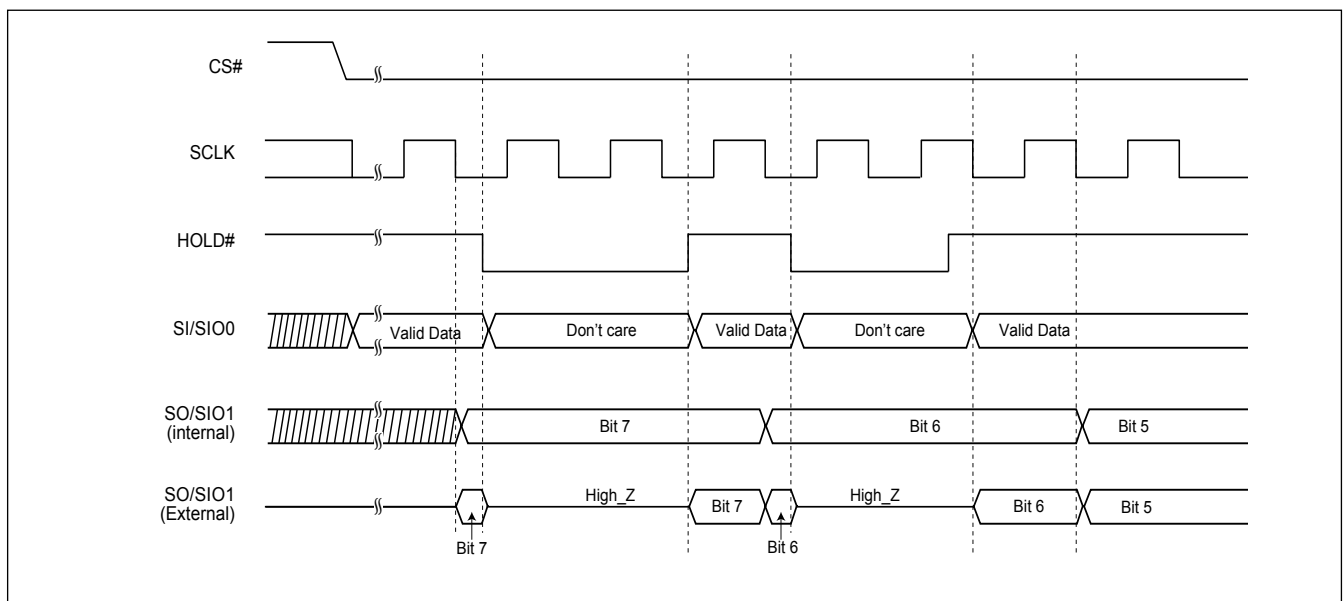 CS#
SCLK
HOLD#
SI/SIO0
Valid Data
Don't care
Valid Data
Don't care
Valid Data
SO/SIO1
(internal)
Bit 7
Bit 6
Bit 5
SO/SIO1
(External)
High_Z
Bit 7
High_Z
Bit 6
Bit 5
Bit 7
Bit 6